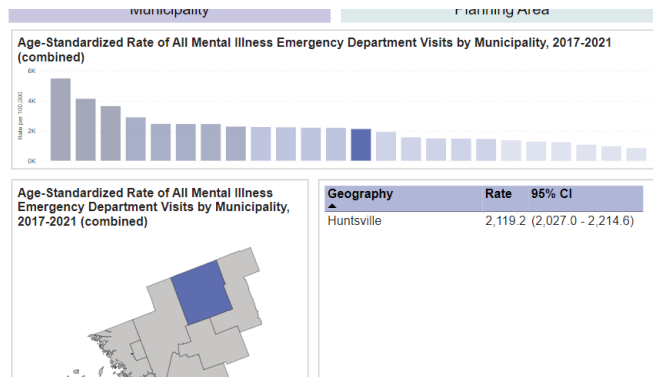 Municipality
Planning Area
Age-Standardized Rate of All Mental Illness Emergency Department Visits by Municipality, 2017-2021
(combined)
6K
4K
2K
0K
Rate per 100,000
Age-Standardized Rate of All Mental Illness
Emergency Department Visits by Municipality,
2017-2021 (combined)
Geography Rate 95% CI
Huntsville 2,119.2 (2,027.0 - 2,214.6)